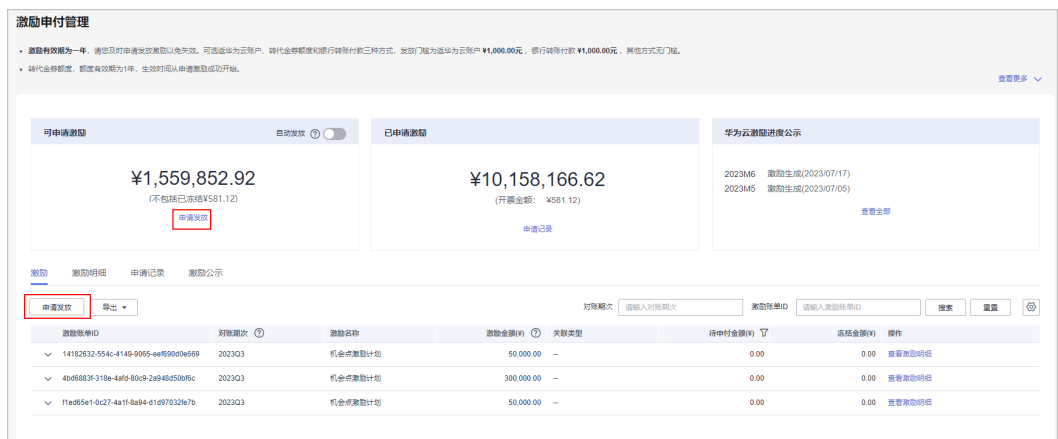 激励申付管理
• 激励有效期为一年，请您及时申请发放激励以免失效。可选返华为云账户、转代金券额度和银行转账付款三种方式，发放门槛为返华为云账户 ¥1,000.00元 ，银行转账付款 ¥1,000.00元 ，其他方式无门槛。
• 转代金券额度，额度有效期为1年，生效时间从申请激励成功开始。
查看更多
可申请激励 自动发放 已申请激励 华为云激励进度公示
¥1,559,852.92
(不包括已冻结¥581.12)
申请发放
¥10,158,166.62
(开票金额： ¥581.12)
申请记录
2023M6 激励生成(2023/07/17)
2023M5 激励生成(2023/07/05)
查看全部
激励 激励明细 申请记录 激励公示
申请发放 导出 对账期次 请输入对账期次 激励账单ID 请输入激励账单ID 搜索 重置
激励账单ID 对账期次 激励名称 激励金额(¥) 关联类型 待申付金额(¥) 冻结金额(¥) 操作
14182632-554c-4149-9065-eef690d0e669 2023Q3 机会点激励计划 50,000.00 -- 0.00 0.00 查看激励明细
4bd6883f-318e-4afd-80c9-2a948d50bf6c 2023Q3 机会点激励计划 300,000.00 -- 0.00 0.00 查看激励明细
f1ed65e1-0c27-4a1f-8a94-d1d97032fe7b 2023Q3 机会点激励计划 50,000.00 -- 0.00 0.00 查看激励明细